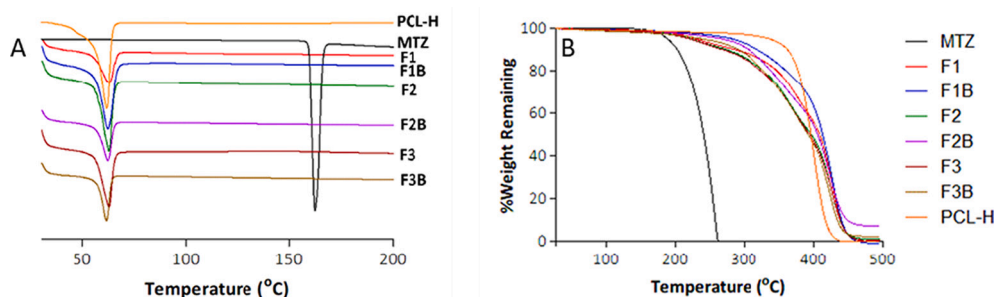 A
PCL-H
MTZ
F1
F1B
F2
F2B
F3
F3B
50
100
150
200
Temperature (°C)
B
%Weight Remaining
100
80
60
40
20
0
100
200
300
400
500
Temperature (°C)
MTZ
F1
F1B
F2
F2B
F3
F3B
PCL-H